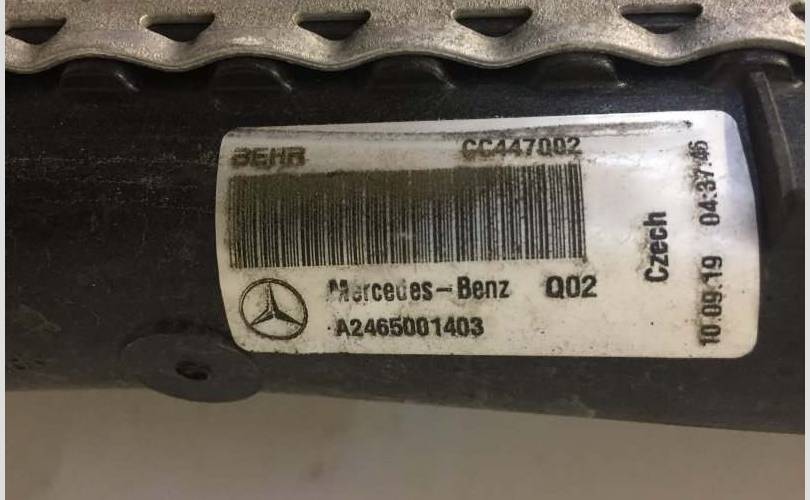 BEHR CC447002
Mercedes-Benz Q02
A2465001403
Czech
10.09.19 04:37:46